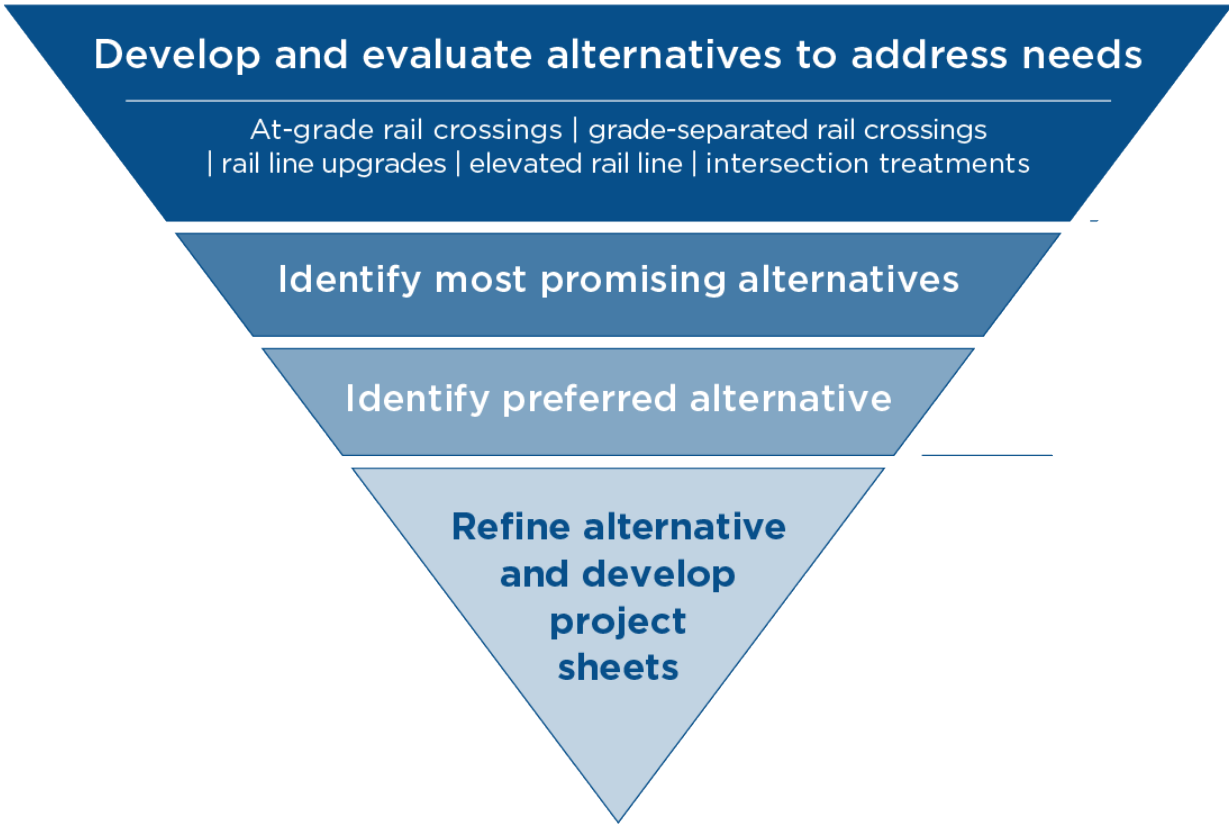 Develop and evaluate alternatives to address needs
At-grade rail crossings | grade-separated rail crossings
| rail line upgrades | elevated rail line | intersection treatments
Identify most promising alternatives
Identify preferred alternative
Refine alternative
and develop
project
sheets